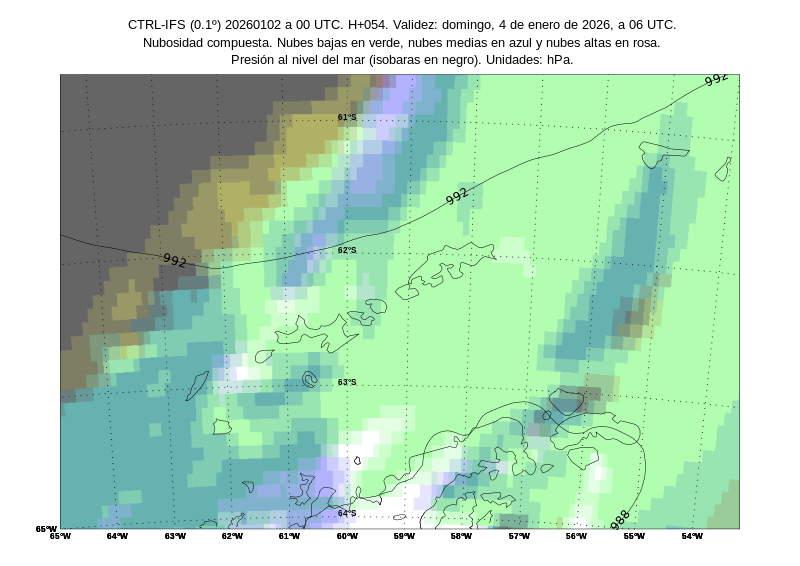 CTRL-IFS (0.1º) 20260102 a 00 UTC. H+054. Validez: domingo, 4 de enero de 2026, a 06 UTC.
Nubosidad compuesta. Nubes bajas en verde, nubes medias en azul y nubes altas en rosa.
Presión al nivel del mar (isobaras en negro). Unidades: hPa.
992
61°S
992
62°S
992
63°S
64°S
988
65°W
65°W 64°W 63°W 62°W 61°W 60°W 59°W 58°W 57°W 56°W 55°W 54°W